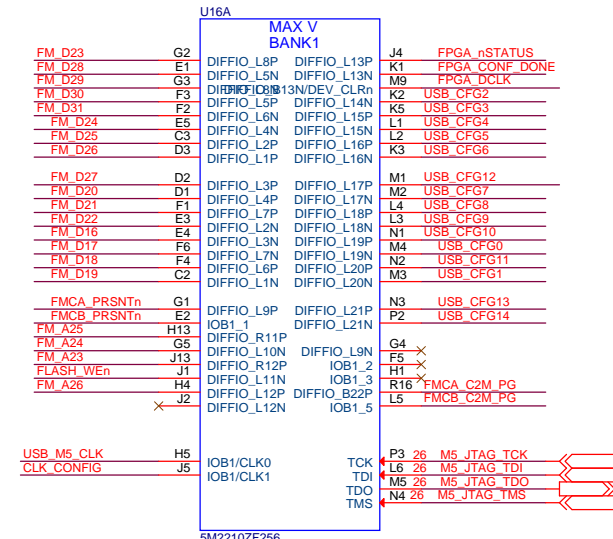 U16A
MAX V
BANK1
FM_D23 G2 DIFFIO_L8P DIFFIO_L13P J4 FPGA_nSTATUS
FM_D28 E1 DIFFIO_L5N DIFFIO_L13N K1 FPGA_CONF_DONE
FM_D29 G3 DIFFIO_B13N/DEV_CLRn M9 FPGA_DCLK
FM_D30 F3 DIFFIO_L5P DIFFIO_L14N K2 USB_CFG2
FM_D31 F2 DIFFIO_L6N DIFFIO_L15P K5 USB_CFG3
FM_D24 E5 DIFFIO_L4N DIFFIO_L15N L1 USB_CFG4
FM_D25 C3 DIFFIO_L2P DIFFIO_L16P L2 USB_CFG5
FM_D26 D3 DIFFIO_L1P DIFFIO_L16N K3 USB_CFG6
FM_D27 D2 DIFFIO_L3P DIFFIO_L17P M1 USB_CFG12
FM_D20 D1 DIFFIO_L4P DIFFIO_L17N M2 USB_CFG7
FM_D21 F1 DIFFIO_L7P DIFFIO_L18P L4 USB_CFG8
FM_D22 E3 DIFFIO_L2N DIFFIO_L18N L3 USB_CFG9
FM_D16 E4 DIFFIO_L3N DIFFIO_L19P N1 USB_CFG10
FM_D17 F6 DIFFIO_L7N DIFFIO_L19N M4 USB_CFG0
FM_D18 F4 DIFFIO_L6P DIFFIO_L20P N2 USB_CFG11
FM_D19 C2 DIFFIO_L1N DIFFIO_L20N M3 USB_CFG1
FMCA_PRSNTn G1 DIFFIO_L9P DIFFIO_L21P N3 USB_CFG13
FMCB_PRSNTn E2 IOB1_1 DIFFIO_L21N P2 USB_CFG14
FM_A25 H13 DIFFIO_R11P
FM_A24 G5 DIFFIO_L10N DIFFIO_L9N G4
FM_A23 J13 DIFFIO_R12P IOB1_2 F5
FLASH_WEn J1 DIFFIO_L11N IOB1_3 H1
FM_A26 H4 DIFFIO_L12P DIFFIO_B22P R16 FMCA_C2M_PG
J2 DIFFIO_L12N IOB1_5 L5 FMCB_C2M_PG
USB_M5_CLK H5 IOB1/CLK0 TCK P3 26 M5_JTAG_TCK
CLK_CONFIG J5 IOB1/CLK1 TDI L6 26 M5_JTAG_TDI
TDO M5 26 M5_JTAG_TDO
TMS N4 26 M5_JTAG_TMS
5M2210ZF256